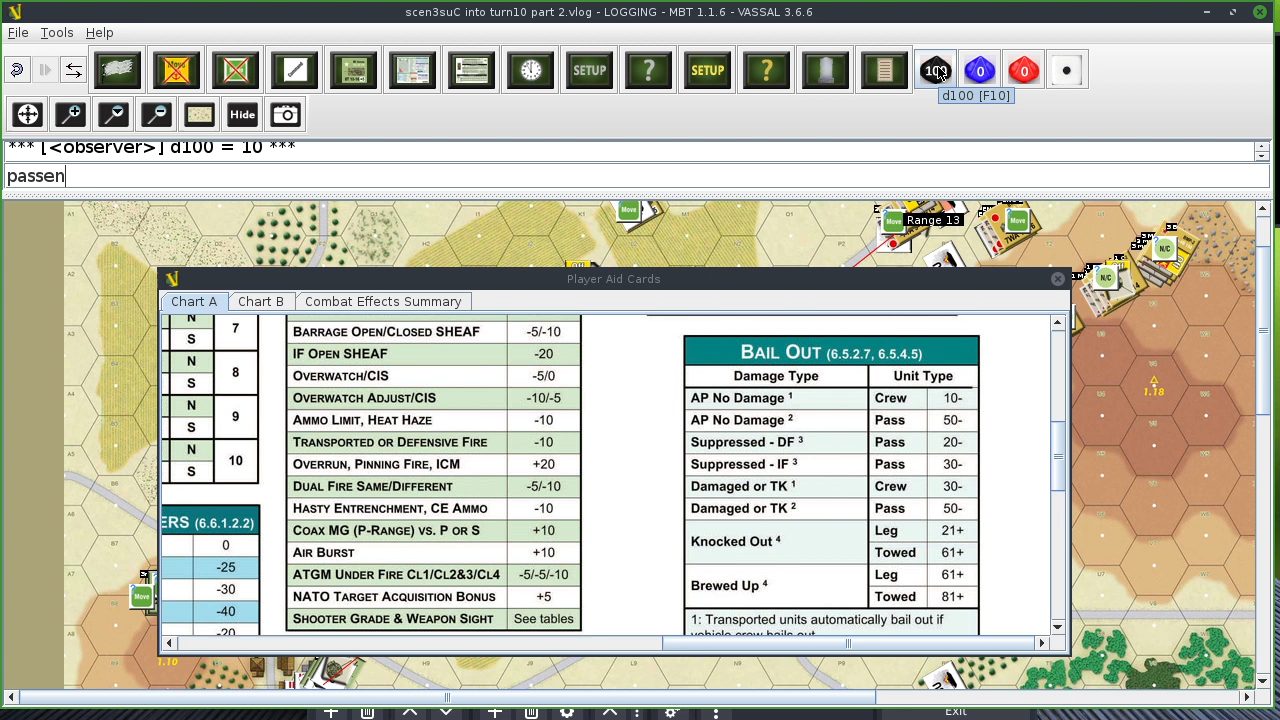 scen3suC into turn10 part 2.vlog - LOGGING - MBT 1.1.6 - VASSAL 3.6.6
File Tools Help
Move
SETUP ? SETUP ? 100 0 0
d100 [F10]
Hide
*** [<observer>] d100 = 10 ***
passen
A1
Move
Move Range 13 Move
N/C
N/C
Player Aid Cards
Chart A Chart B Combat Effects Summary
N 7
S
N 8
S
N 9
S
N 10
S
ERS (6.6.1.2.2)
0
-25
-30
-40
-20
BARRAGE OPEN/CLOSED SHEAF -5/-10
IF OPEN SHEAF -20
OVERWATCH/CIS -5/0
OVERWATCH ADJUST/CIS -10/-5
AMMO LIMIT, HEAT HAZE -10
TRANSPORTED OR DEFENSIVE FIRE -10
OVERRUN, PINNING FIRE, ICM +20
DUAL FIRE SAME/DIFFERENT -5/-10
HASTY ENTRENCHMENT, CE AMMO -10
COAX MG (P-RANGE) VS. P OR S +10
AIR BURST +10
ATGM UNDER FIRE CL1/CL2&3/CL4 -5/-5/-10
NATO TARGET ACQUISITION BONUS +5
SHOOTER GRADE & WEAPON SIGHT See tables
BAIL OUT (6.5.2.7, 6.5.4.5)
Damage Type Unit Type
AP No Damage 1 Crew 10-
AP No Damage 2 Pass 50-
Suppressed - DF 3 Pass 20-
Suppressed - IF 3 Pass 30-
Damaged or TK 1 Crew 30-
Damaged or TK 2 Pass 50-
Knocked Out 4 Leg 21+
Towed 61+
Brewed Up 4 Leg 61+
Towed 81+
1: Transported units automatically bail out if
vehicle crew bails out
1.18
Move
1.10
Exit